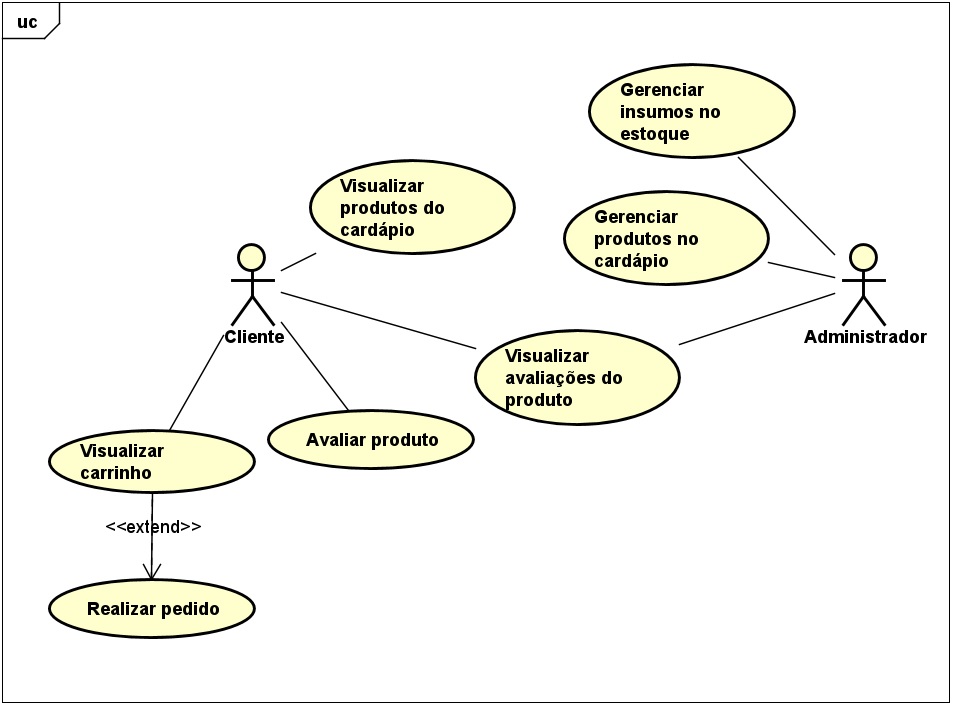 uc
Gerenciar
insumos no
estoque
Visualizar
produtos do
cardápio
Gerenciar
produtos no
cardápio
Cliente
Administrador
Visualizar
avaliações do
produto
Avaliar produto
Visualizar
carrinho
<<extend>>
Realizar pedido